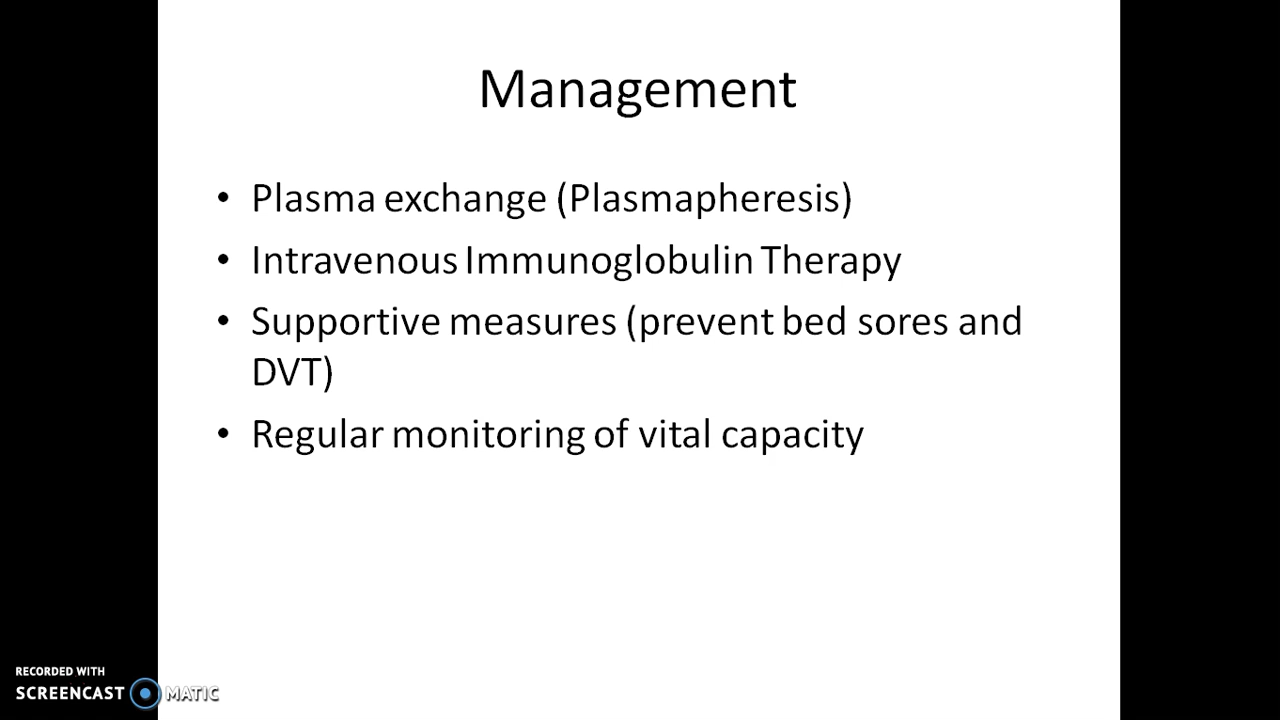 Management
• Plasma exchange (Plasmapheresis)
• Intravenous Immunoglobulin Therapy
• Supportive measures (prevent bed sores and
DVT)
• Regular monitoring of vital capacity
RECORDED WITH
SCREENCAST MATIC